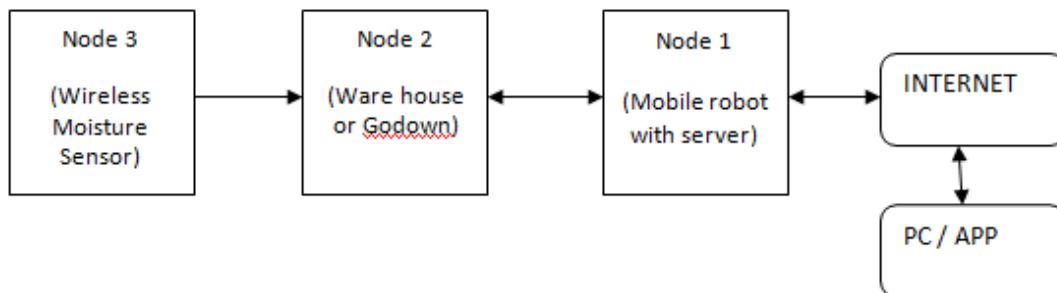 Node 3
(Wireless
Moisture
Sensor)
Node 2
(Ware house
or Godown)
Node 1
(Mobile robot
with server)
INTERNET
PC / APP